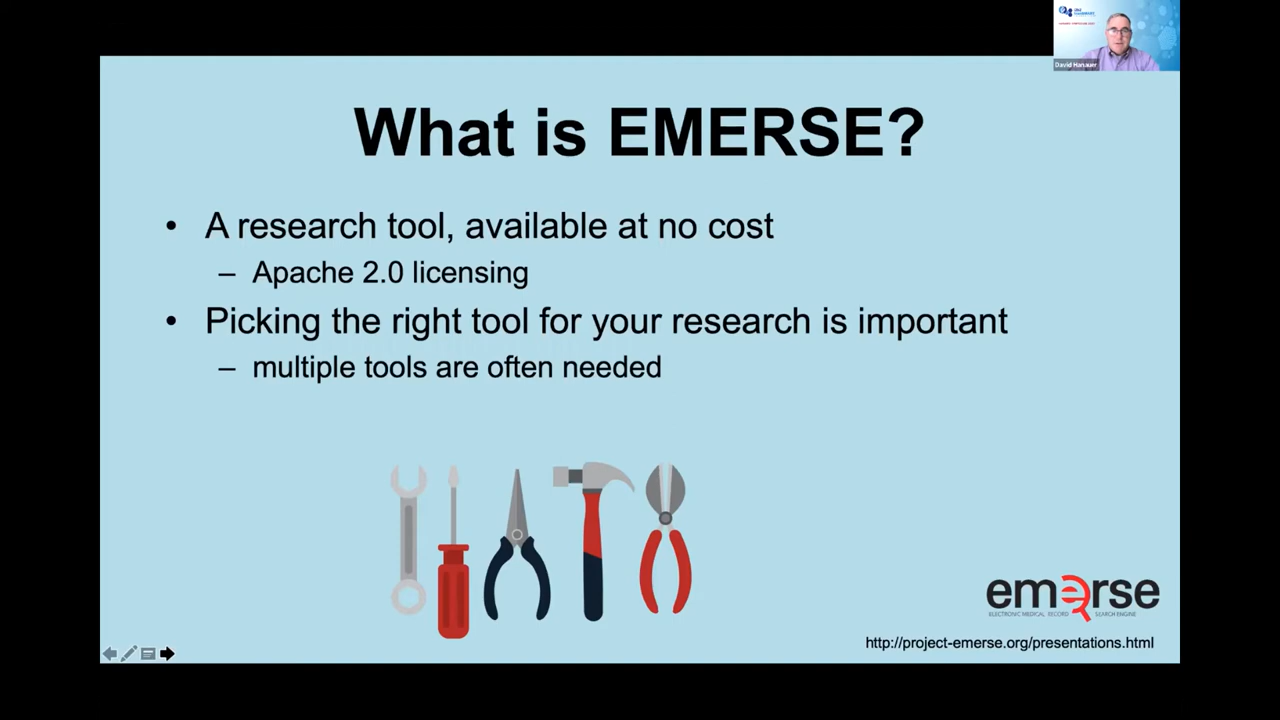 David Hanauer
What is EMERSE?
• A research tool, available at no cost
– Apache 2.0 licensing
• Picking the right tool for your research is important
– multiple tools are often needed
emerse
ELECTRONIC MEDICAL RECORD SEARCH ENGINE
http://project-emerse.org/presentations.html